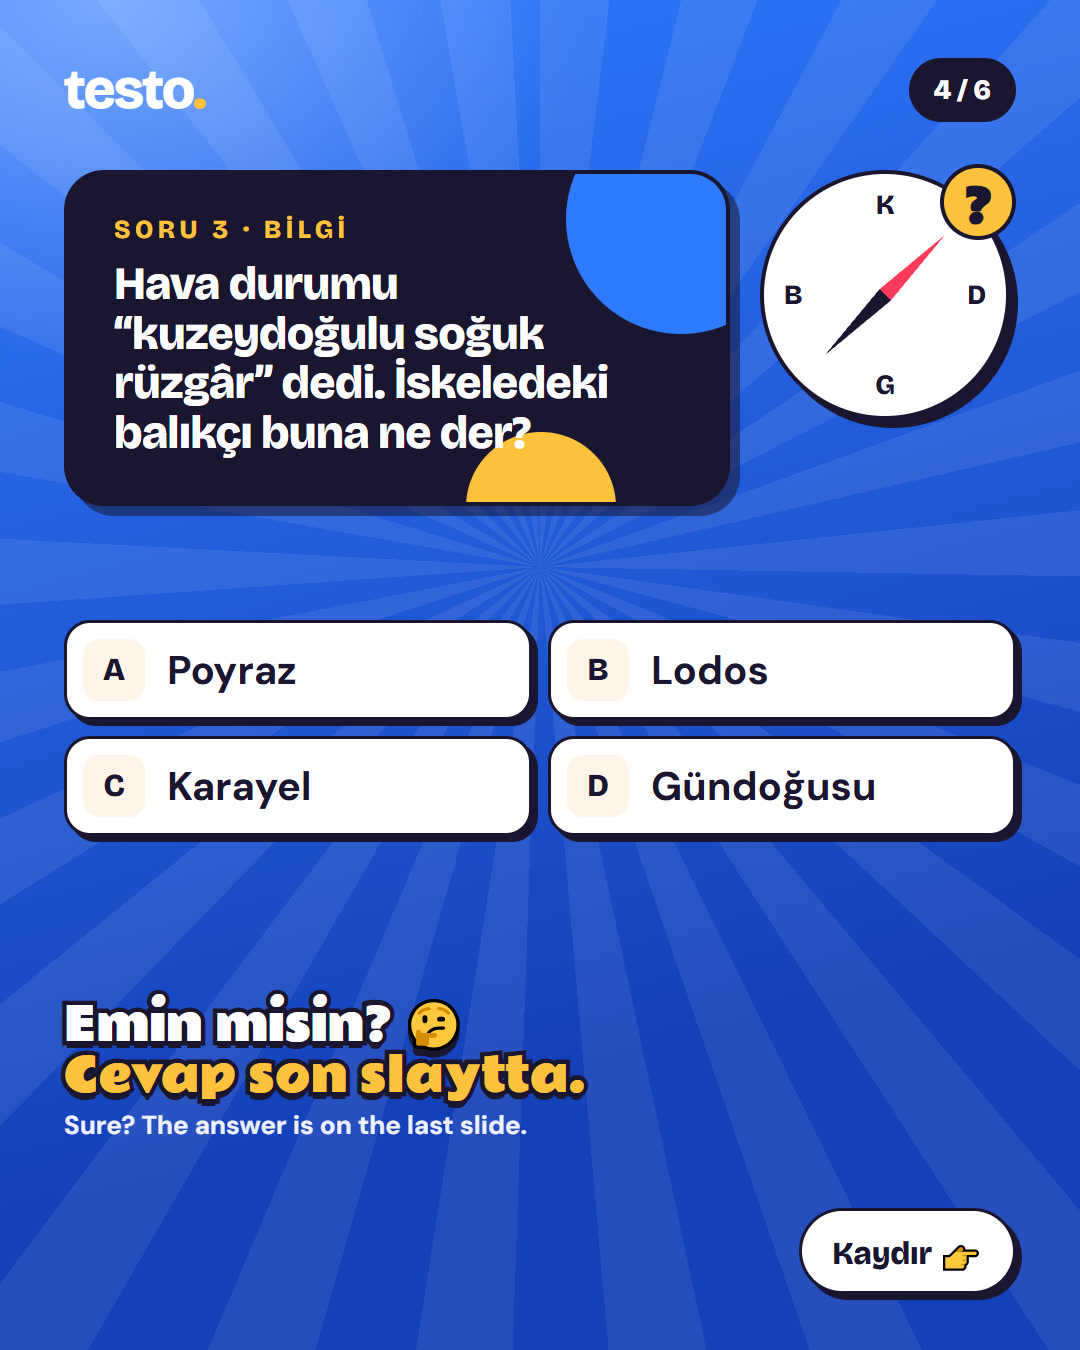 testo.
4 / 6
SORU 3 • BİLGİ
Hava durumu
“kuzeydoğulu soğuk
rüzgâr” dedi. İskeledeki
balıkçı buna ne der?
K
?
B
D
G
A Poyraz
B Lodos
C Karayel
D Gündoğusu
Emin misin? 🤔
Cevap son slaytta.
Sure? The answer is on the last slide.
Kaydır 👉